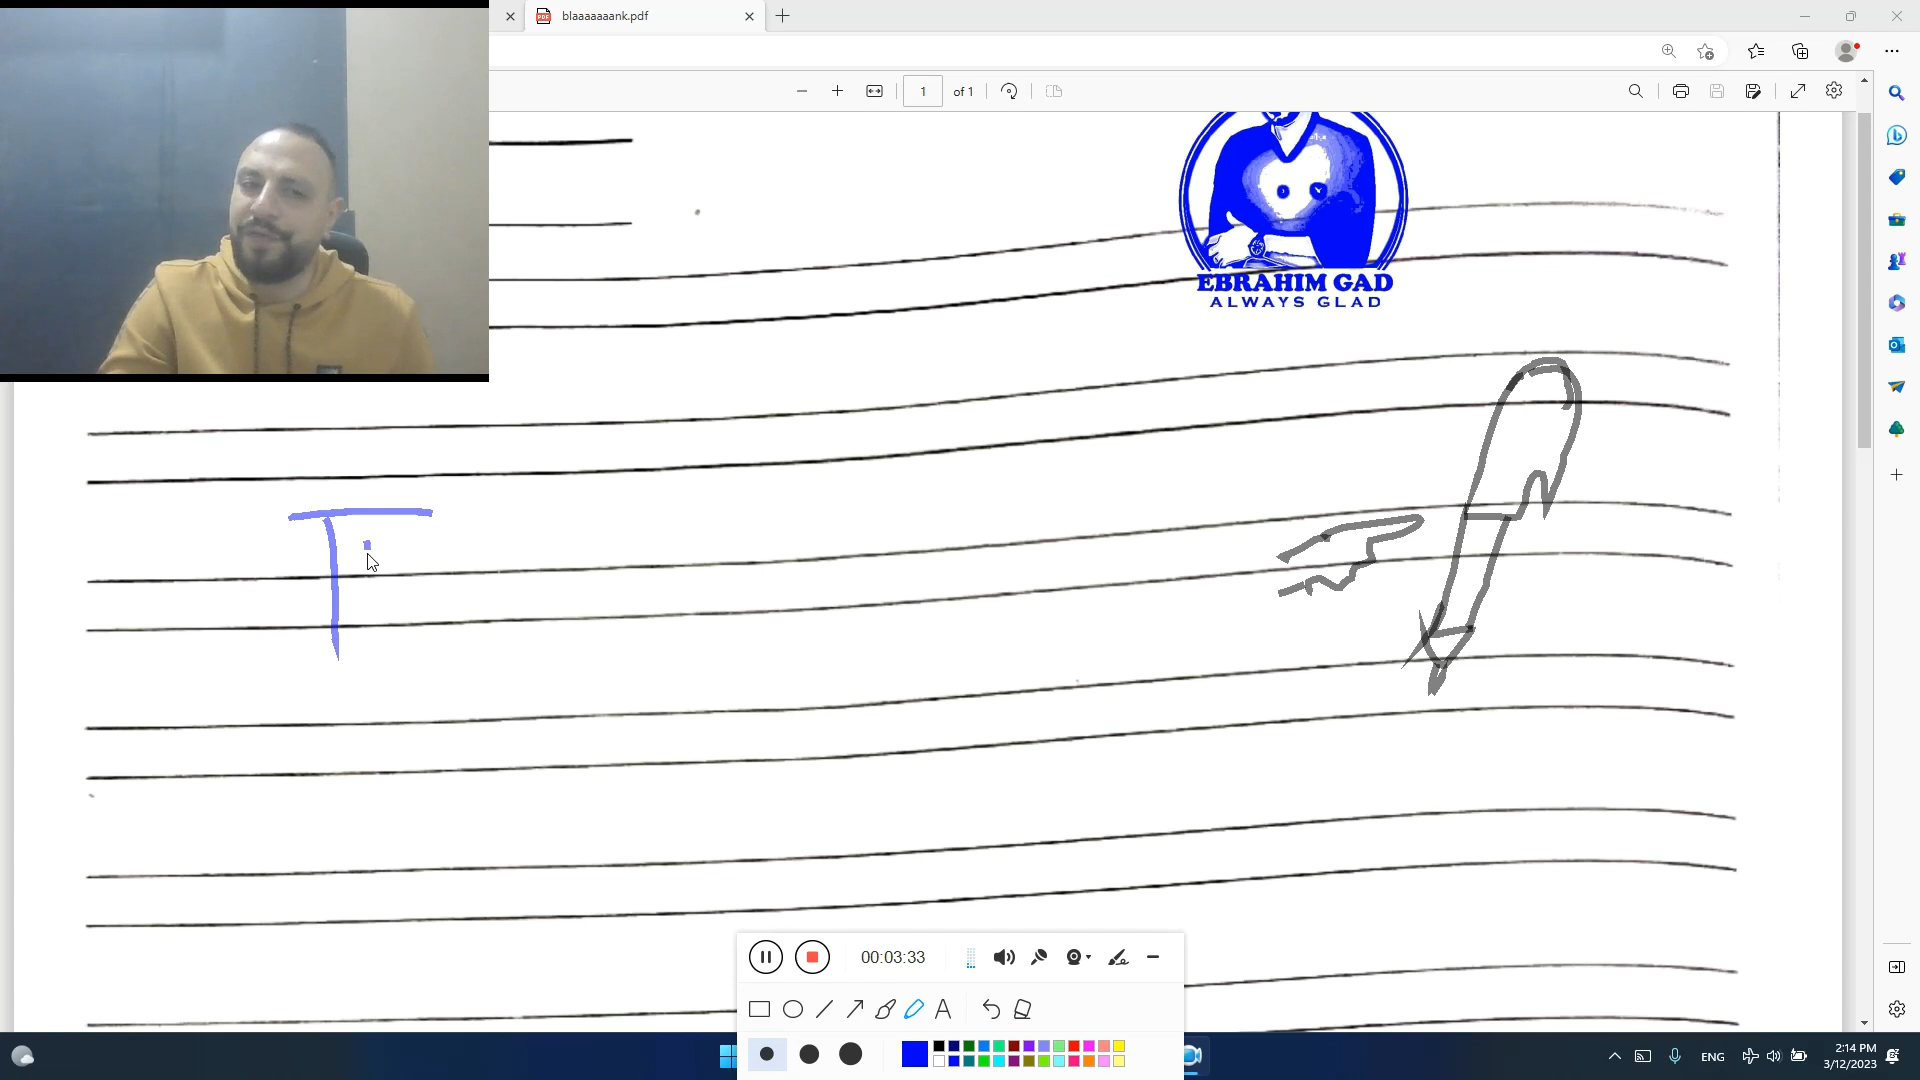 blaaaaaaank.pdf
1 of 1
EBRAHIM GAD
ALWAYS GLAD
T
00:03:33
A
ENG
2:14 PM
3/12/2023